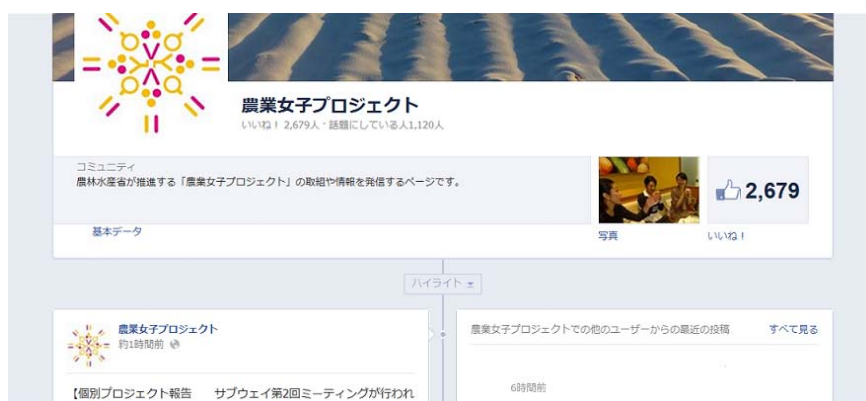 農業女子プロジェクト
いいね! 2,679人・話題にしている人1,120人
コミュニティ
農林水産省が推進する「農業女子プロジェクト」の取組や情報を発信するページです。
基本データ
2,679
写真
いいね!
ハイライト
農業女子プロジェクト
約1時間前
【個別プロジェクト報告 サブウェイ第2回ミーティングが行われ
農業女子プロジェクトでの他のユーザーからの最近の投稿 すべて見る
6時間前